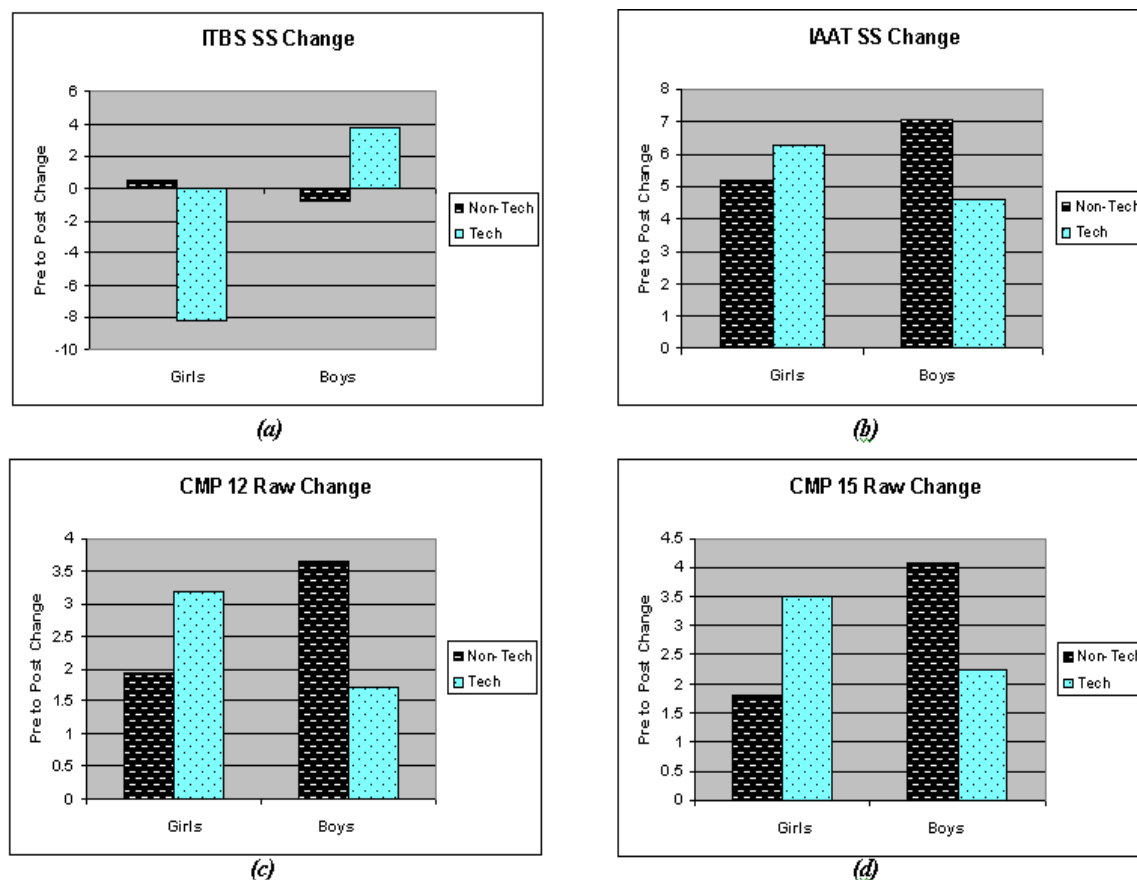 ITBS SS Change
6
4
2
0
-2
-4
-6
-8
-10
Pre to Post Change
Girls
Boys
Non-Tech
Tech
(a)
IAAT SS Change
8
7
6
5
4
3
2
1
0
Pre to Post Change
Girls
Boys
Non-Tech
Tech
(b)
CMP 12 Raw Change
4
3.5
3
2.5
2
1.5
1
0.5
0
Pre to Post Change
Girls
Boys
Non-Tech
Tech
(c)
CMP 15 Raw Change
4.5
4
3.5
3
2.5
2
1.5
1
0.5
0
Pre to Post Change
Girls
Boys
Non-Tech
Tech
(d)